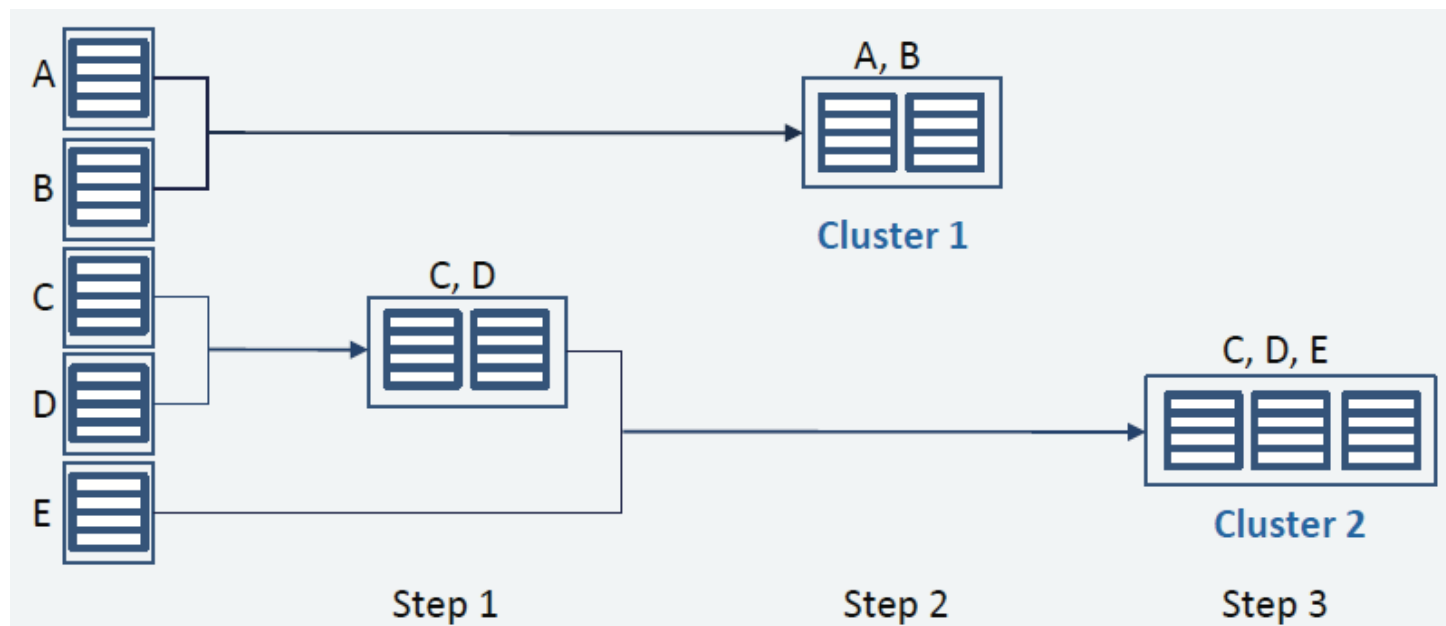 A
A, B
B
Cluster 1
C
C, D
D
C, D, E
E
Cluster 2
Step 1
Step 2
Step 3